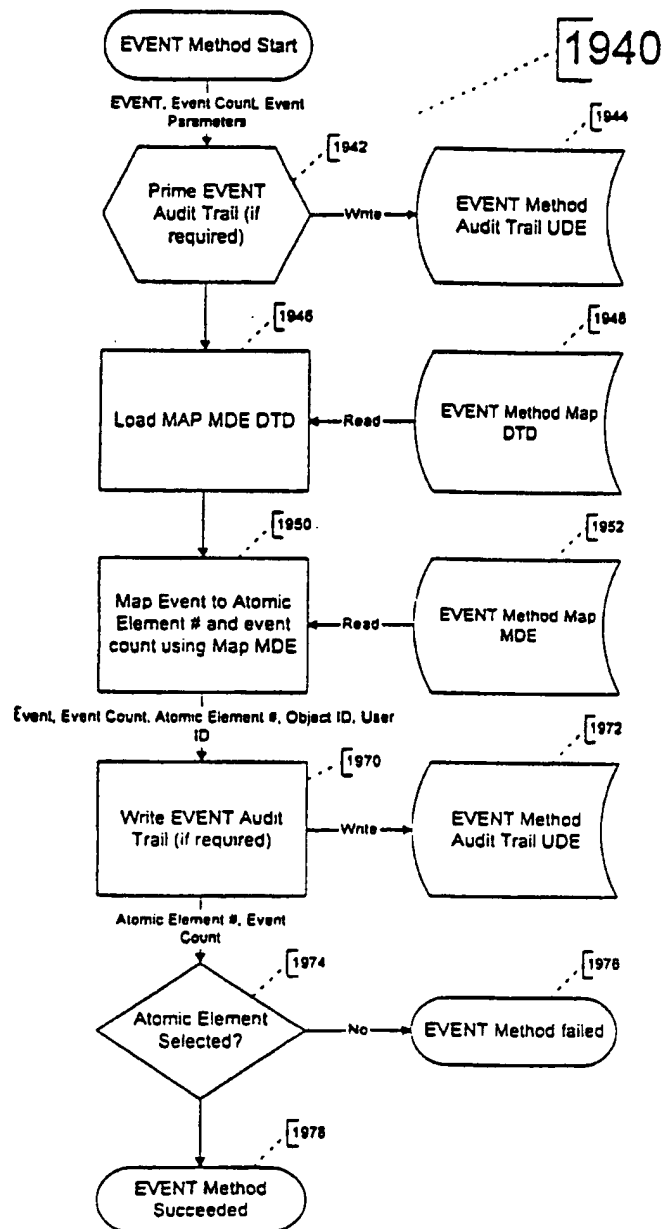 EVENT Method Start
1940
EVENT, Event Count, Event
Parameters
1942
1944
Prime EVENT
Audit Trail (if
required)
Write
EVENT Method
Audit Trail UDE
1946
1948
Load MAP MDE DTD
Read
EVENT Method Map
DTD
1950
1952
Map Event to Atomic
Element # and event
count using Map MDE
Read
EVENT Method Map
MDE
Event, Event Count, Atomic Element #, Object ID, User
ID
1970
1972
Write EVENT Audit
Trail (if required)
Write
EVENT Method
Audit Trail UDE
Atomic Element #, Event
Count
1974
1976
Atomic Element
Selected?
No
EVENT Method failed
1978
EVENT Method
Succeeded